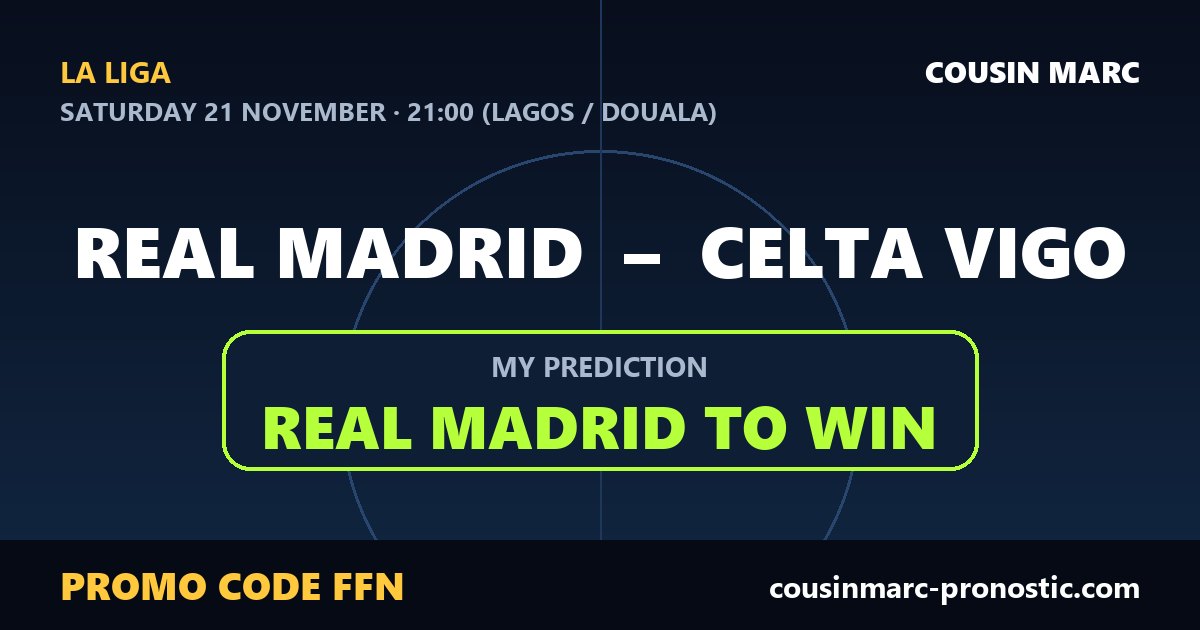 LA LIGA
COUSIN MARC
SATURDAY 21 NOVEMBER · 21:00 (LAGOS / DOUALA)
REAL MADRID – CELTA VIGO
MY PREDICTION
REAL MADRID TO WIN
PROMO CODE FFN
cousinmarc-pronostic.com